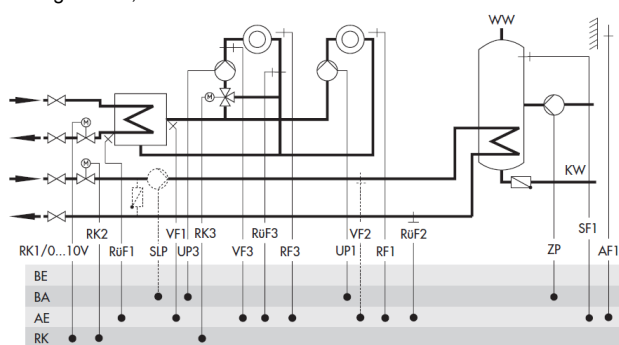 WW
M
M
M
KW
RK2
VF1
RK3
RüF3
VF2
RüF2
SF1
RK1/0...10V
RüF1
SLP
UP3
VF3
RF3
UP1
RF1
ZP
AF1
BE
BA
AE
RK